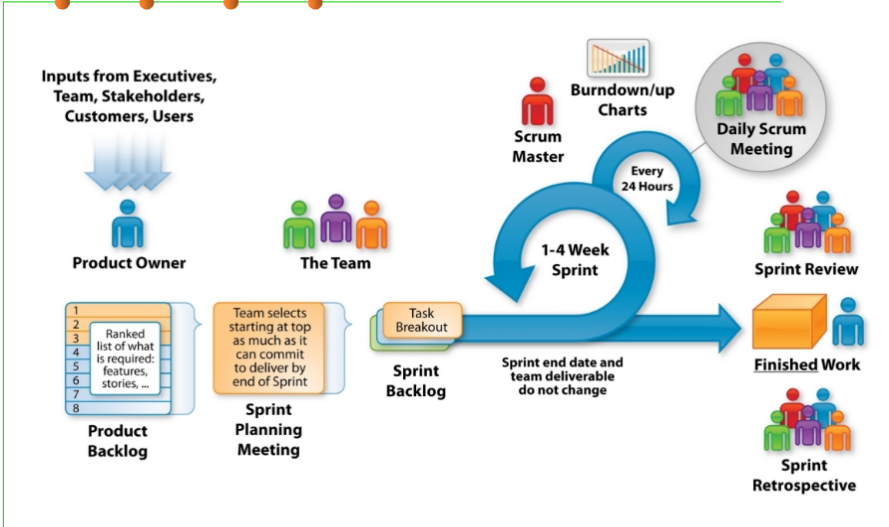 Inputs from Executives,
Team, Stakeholders,
Customers, Users
Product Owner
The Team
Scrum
Master
Burndown/up
Charts
Daily Scrum
Meeting
Every
24 Hours
1-4 Week
Sprint
Sprint Review
1
2
3
4
5
6
7
8
Ranked
list of what
is required:
features,
stories, ...
Product
Backlog
Team selects
starting at top
as much as it
can commit
to deliver by
end of Sprint
Sprint
Planning
Meeting
Task
Breakout
Sprint
Backlog
Sprint end date and
team deliverable
do not change
Finished Work
Sprint
Retrospective